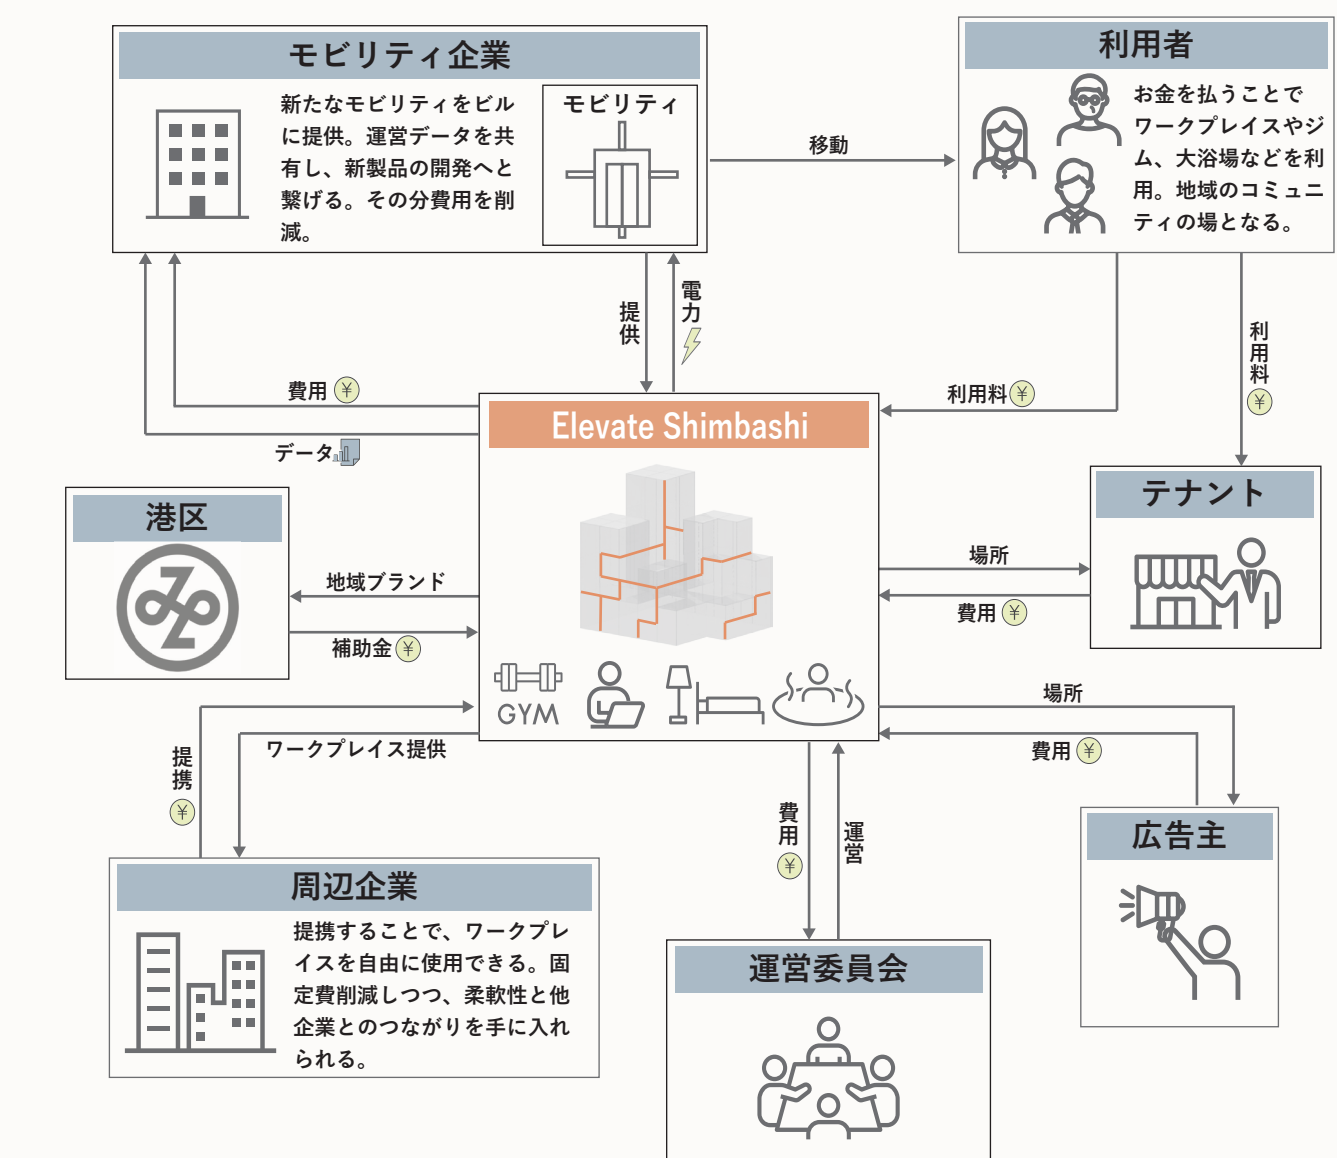 モビリティ企業
新たなモビリティをビル
に提供。運営データを共
有し、新製品の開発へと
繋げる。その分費用を削
減。
モビリティ
移動
利用者
お金を払うことで
ワークプレイスやジ
ム、大浴場などを利
用。地域のコミュニ
ティの場となる。
提供
電力
費用 ¥
データ
利用料 ¥
利用料
¥
Elevate Shimbashi
GYM
港区
地域ブランド
補助金 ¥
テナント
場所
費用 ¥
場所
費用 ¥
広告主
提携
¥
ワークプレイス提供
周辺企業
提携することで、ワークプレ
イスを自由に使用できる。固
定費削減しつつ、柔軟性と他
企業とのつながりを手に入れ
られる。
費用
¥
運営
運営委員会